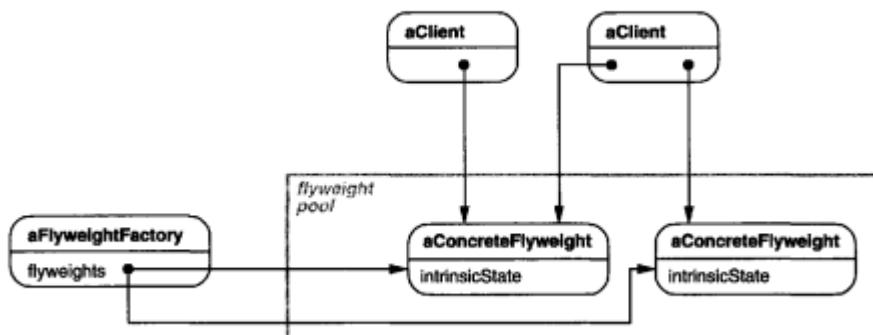 aClient
aClient
flyweight
pool
aFlyweightFactory
flyweights
aConcreteFlyweight
intrinsicState
aConcreteFlyweight
intrinsicState